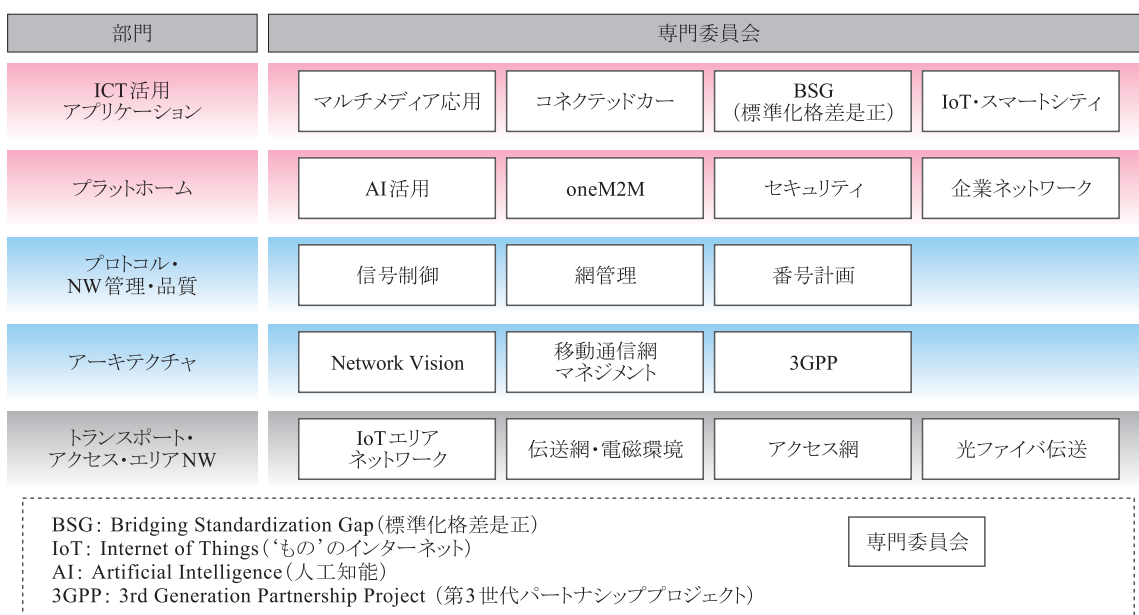 部門
専門委員会
ICT活用
アプリケーション
マルチメディア応用
コネクテッドカー
BSG
(標準化格差是正)
IoT・スマートシティ
プラットホーム
AI活用
oneM2M
セキュリティ
企業ネットワーク
プロトコル・
NW管理・品質
信号制御
網管理
番号計画
アーキテクチャ
Network Vision
移動通信網
マネジメント
3GPP
トランスポート・
アクセス・エリアNW
IoTエリア
ネットワーク
伝送網・電磁環境
アクセス網
光ファイバ伝送
BSG: Bridging Standardization Gap(標準化格差是正)
IoT: Internet of Things(‘もの’のインターネット)
AI: Artificial Intelligence(人工知能)
3GPP: 3rd Generation Partnership Project (第3世代パートナシッププロジェクト)
専門委員会